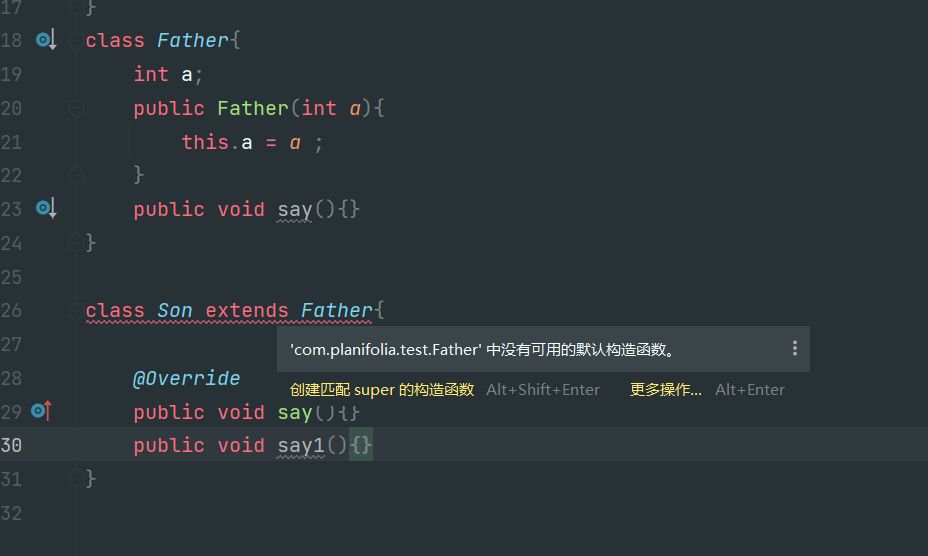 17 }
18 class Father{
19 int a;
20 public Father(int a){
21 this.a = a ;
22 }
23 public void say(){}
24 }
25
26 class Son extends Father{
27 'com.planifolia.test.Father' 中没有可用的默认构造函数。
28 @Override 创建匹配 super 的构造函数 Alt+Shift+Enter 更多操作... Alt+Enter
29 public void say(){}
30 public void say1(){}
31 }
32